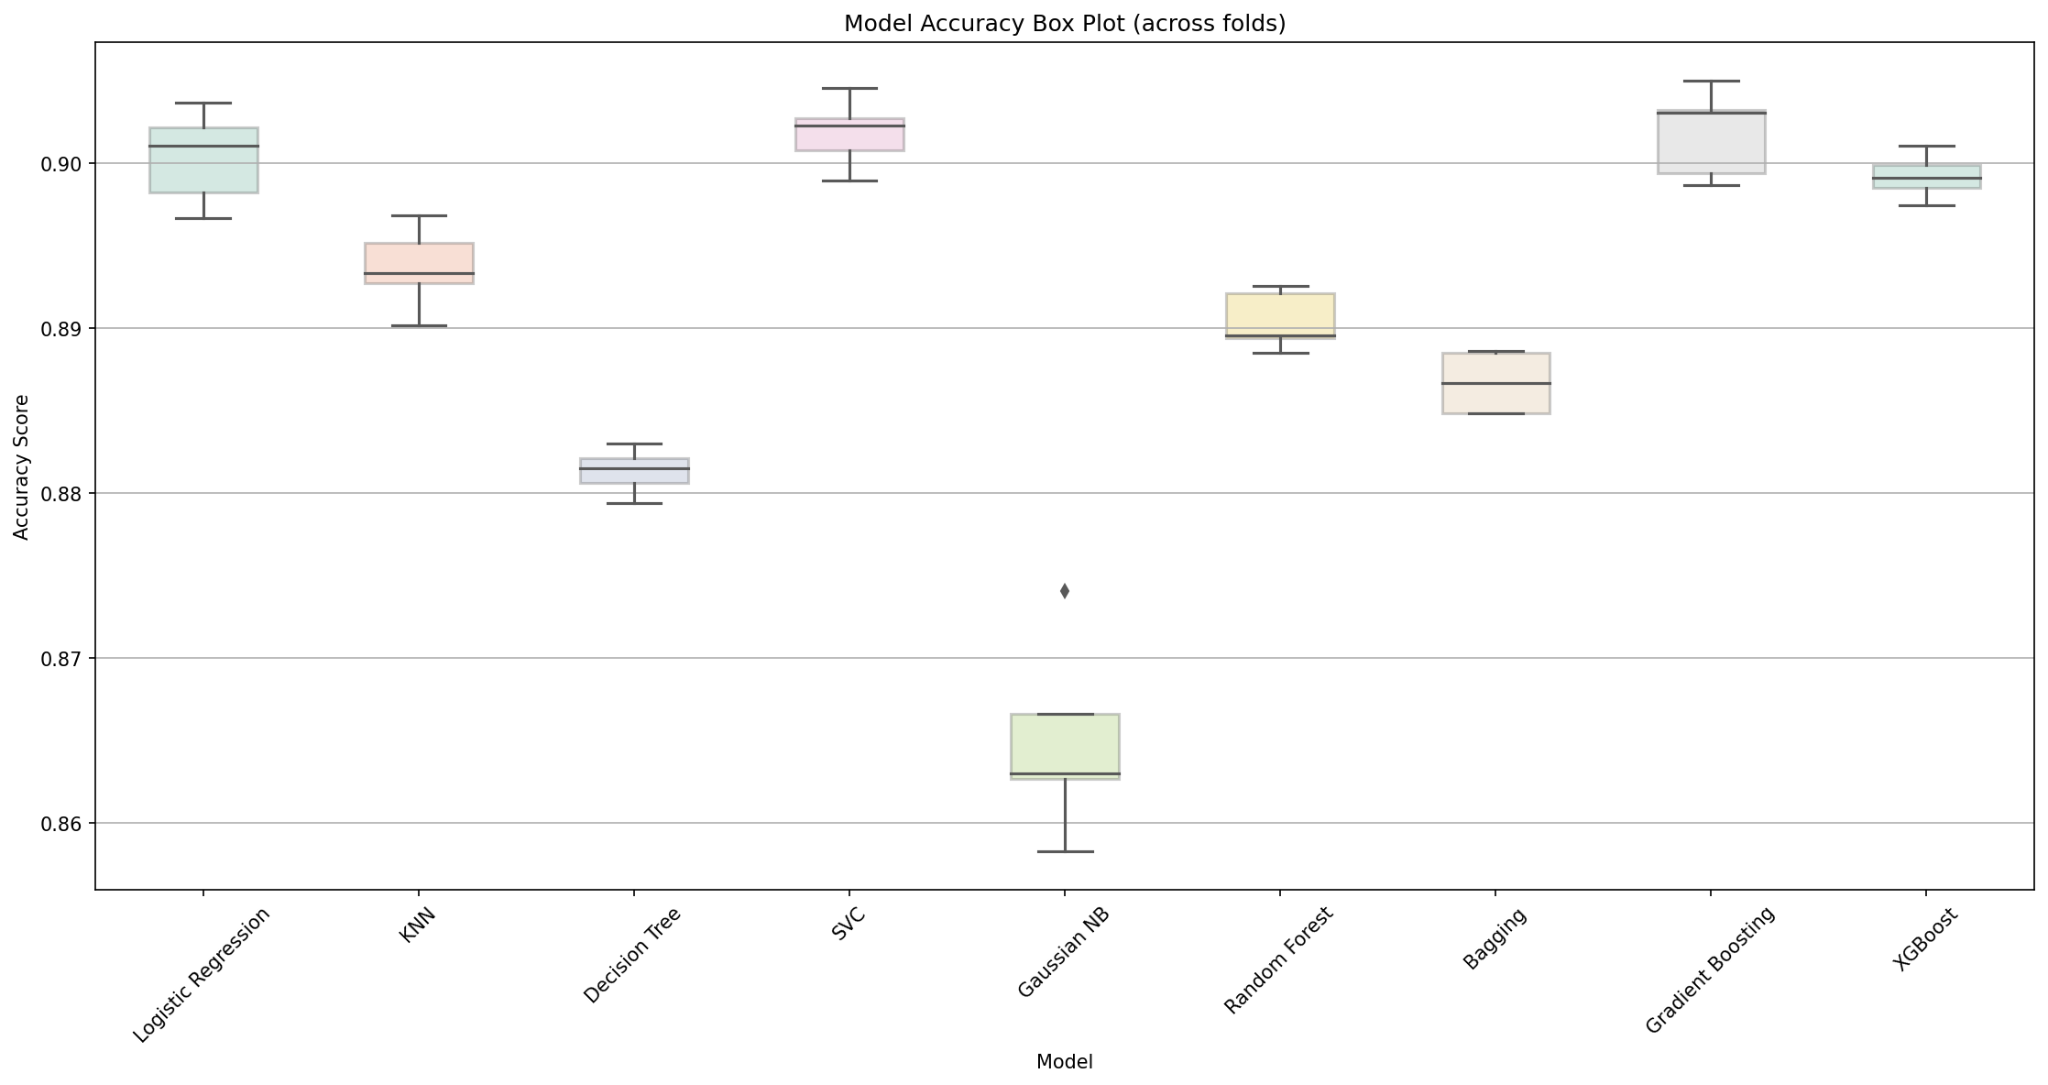 Model Accuracy Box Plot (across folds)
Accuracy Score
0.90
0.89
0.88
0.87
0.86
Logistic Regression
KNN
Decision Tree
SVC
Gaussian NB
Random Forest
Bagging
Gradient Boosting
XGBoost
Model